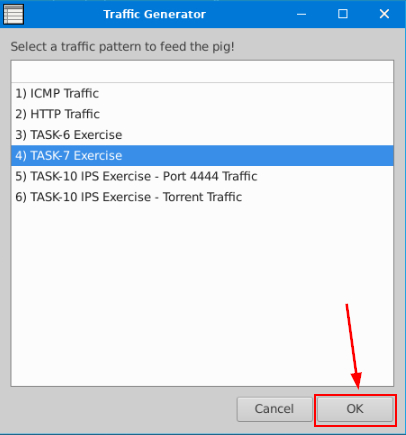 Traffic Generator
Select a traffic pattern to feed the pig!
1) ICMP Traffic
2) HTTP Traffic
3) TASK-6 Exercise
4) TASK-7 Exercise
5) TASK-10 IPS Exercise - Port 4444 Traffic
6) TASK-10 IPS Exercise - Torrent Traffic
Cancel OK